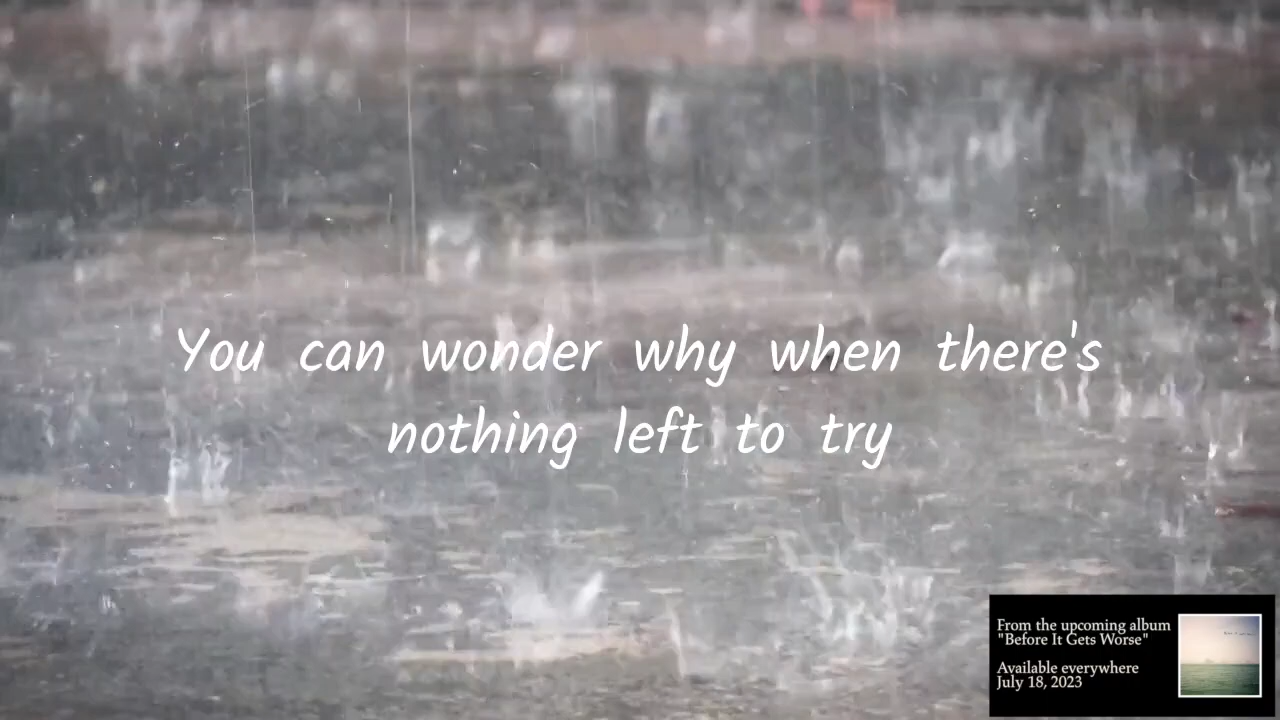 You can wonder why when there's
nothing left to try
From the upcoming album
"Before It Gets Worse"
Available everywhere
July 18, 2023